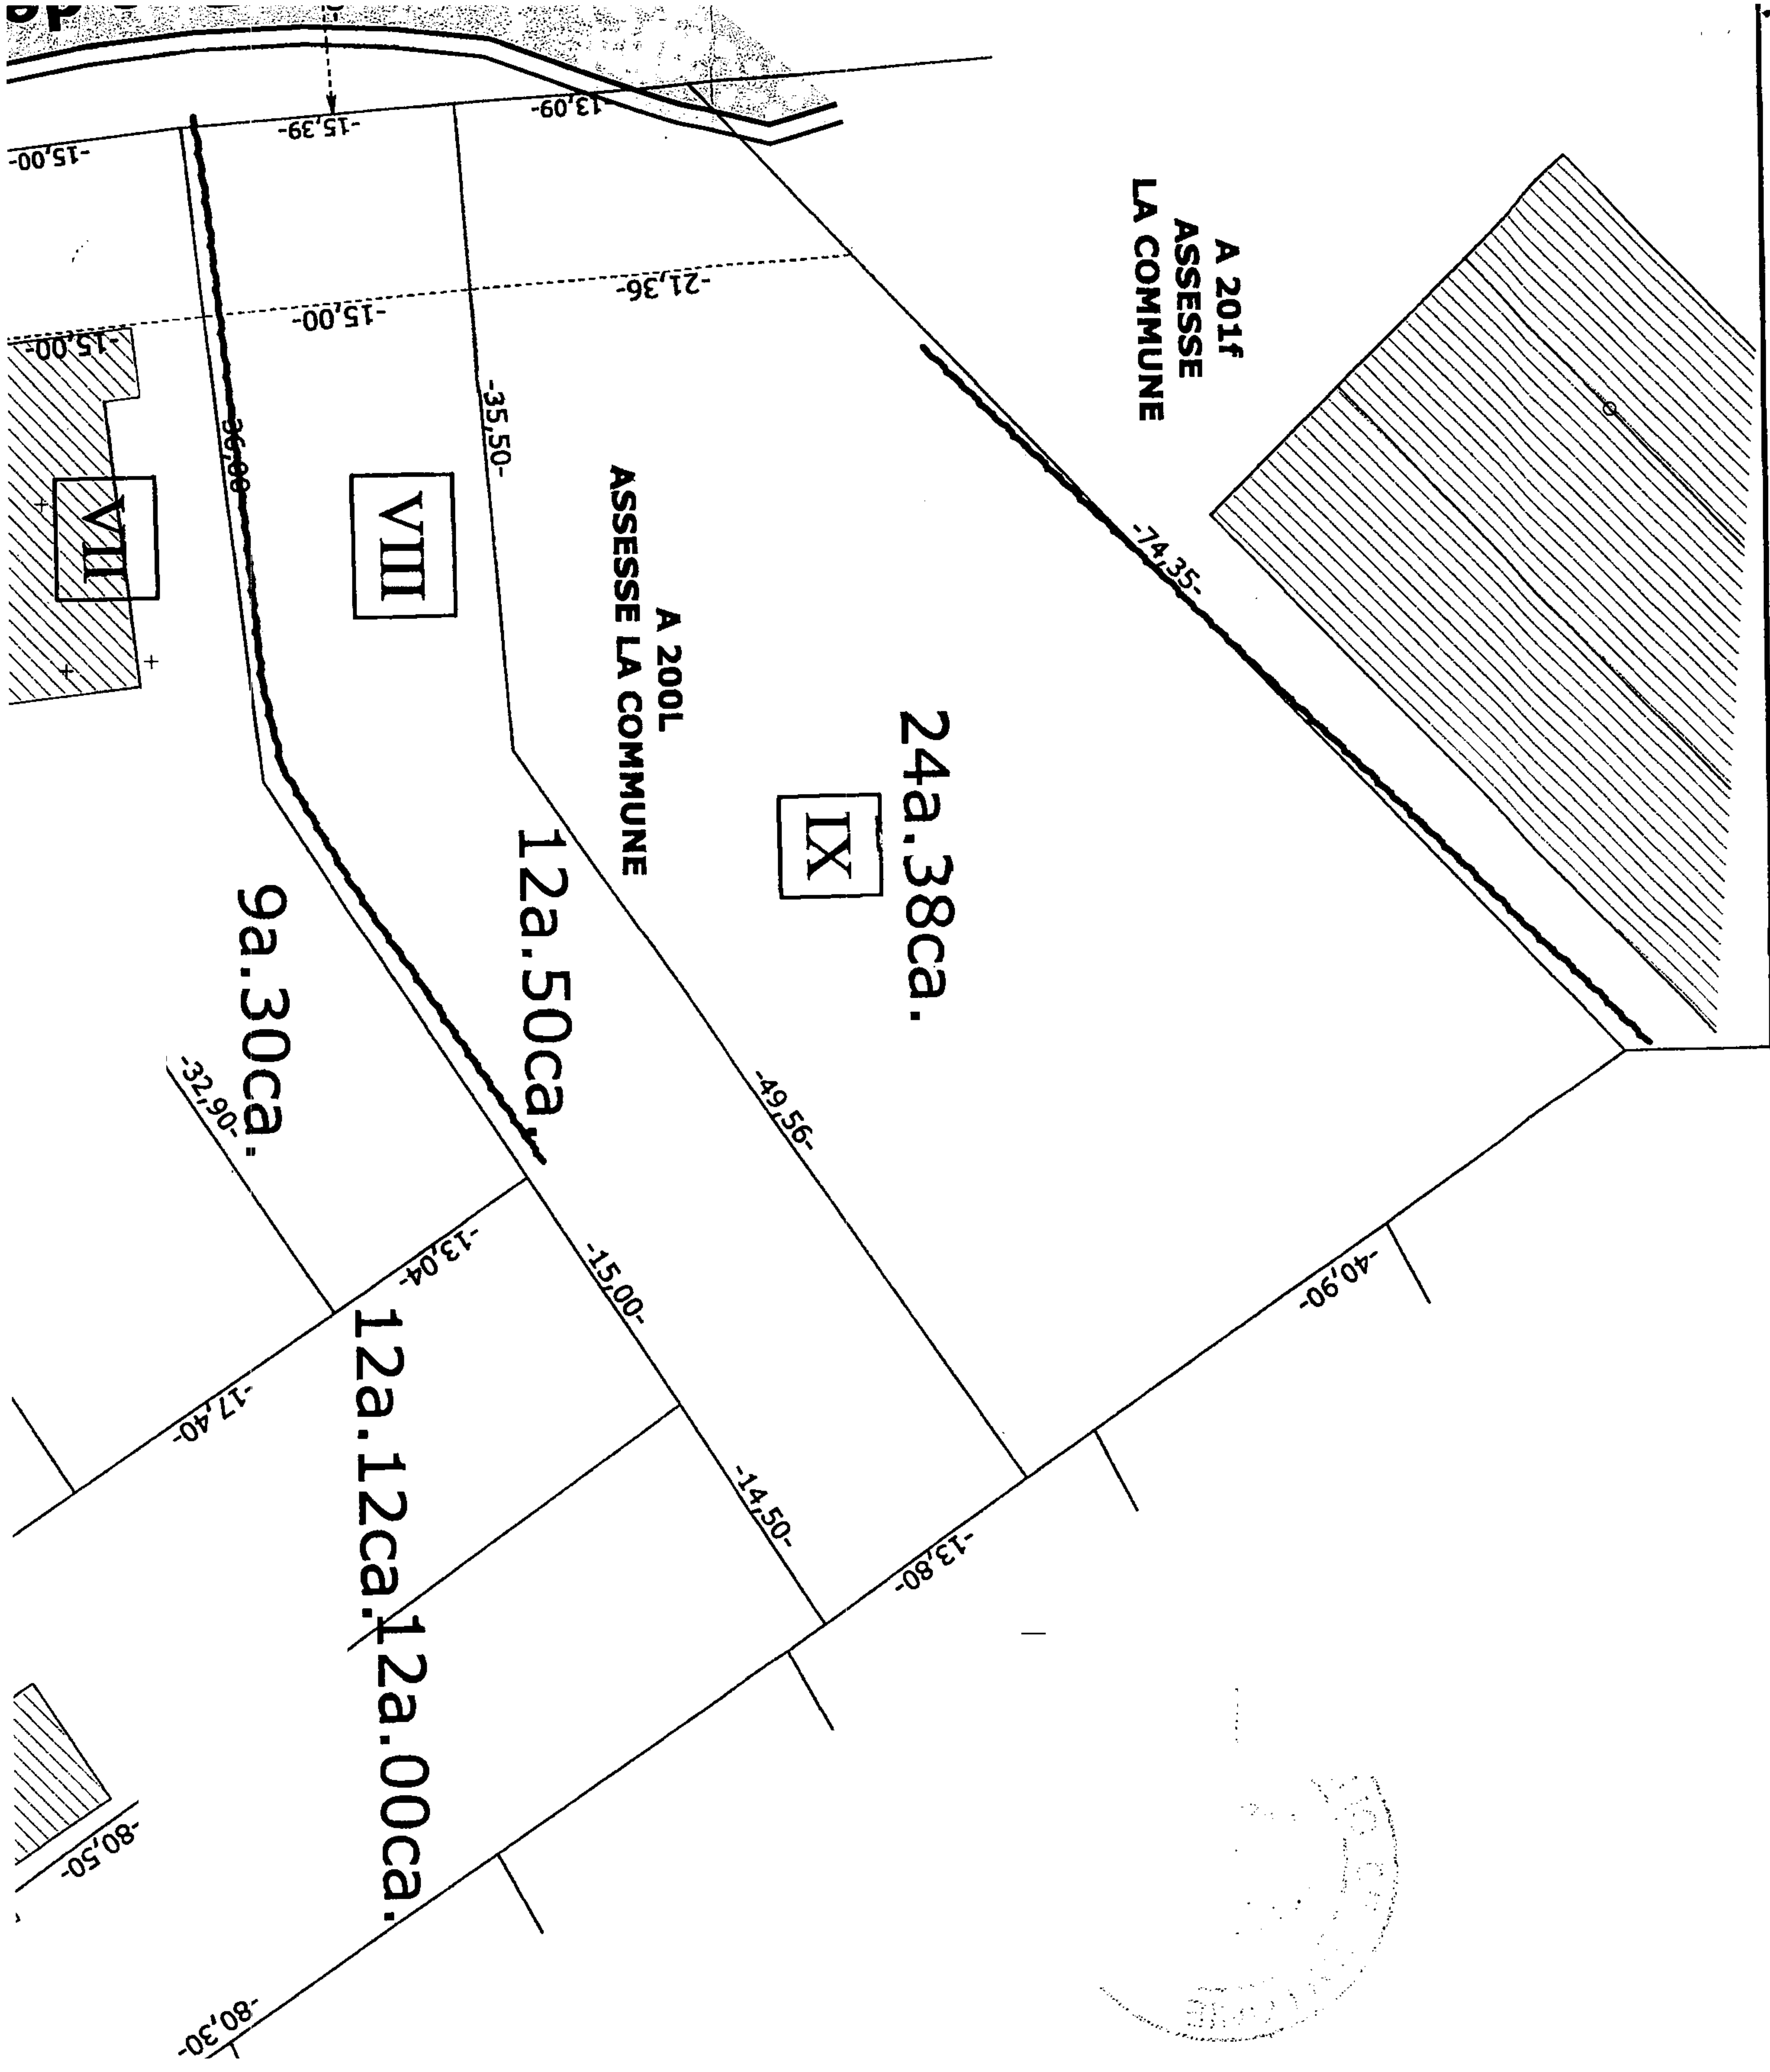 -15,00-
-15,39-
-13,09-
-15,00-
-15,00-
-21,36-
36,00
-35,50-
-74,35-
A 201f
ASSESSE
LA COMMUNE
VII
VIII
A 200L
ASSESSE LA COMMUNE
IX
24a.38ca.
12a.50ca.
9a.30ca.
-32,90-
-49,56-
-13,04-
-15,00-
-40,90-
-17,40-
12a.12ca.
12a.00ca.
-14,50-
-13,80-
-80,50-
-80,30-